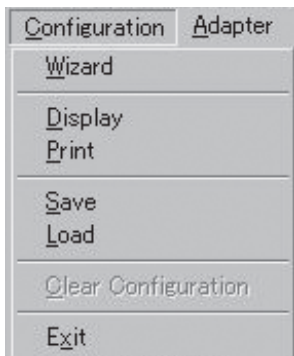 Configuration Adapter
Wizard
Display
Print
Save
Load
Clear Configuration
Exit